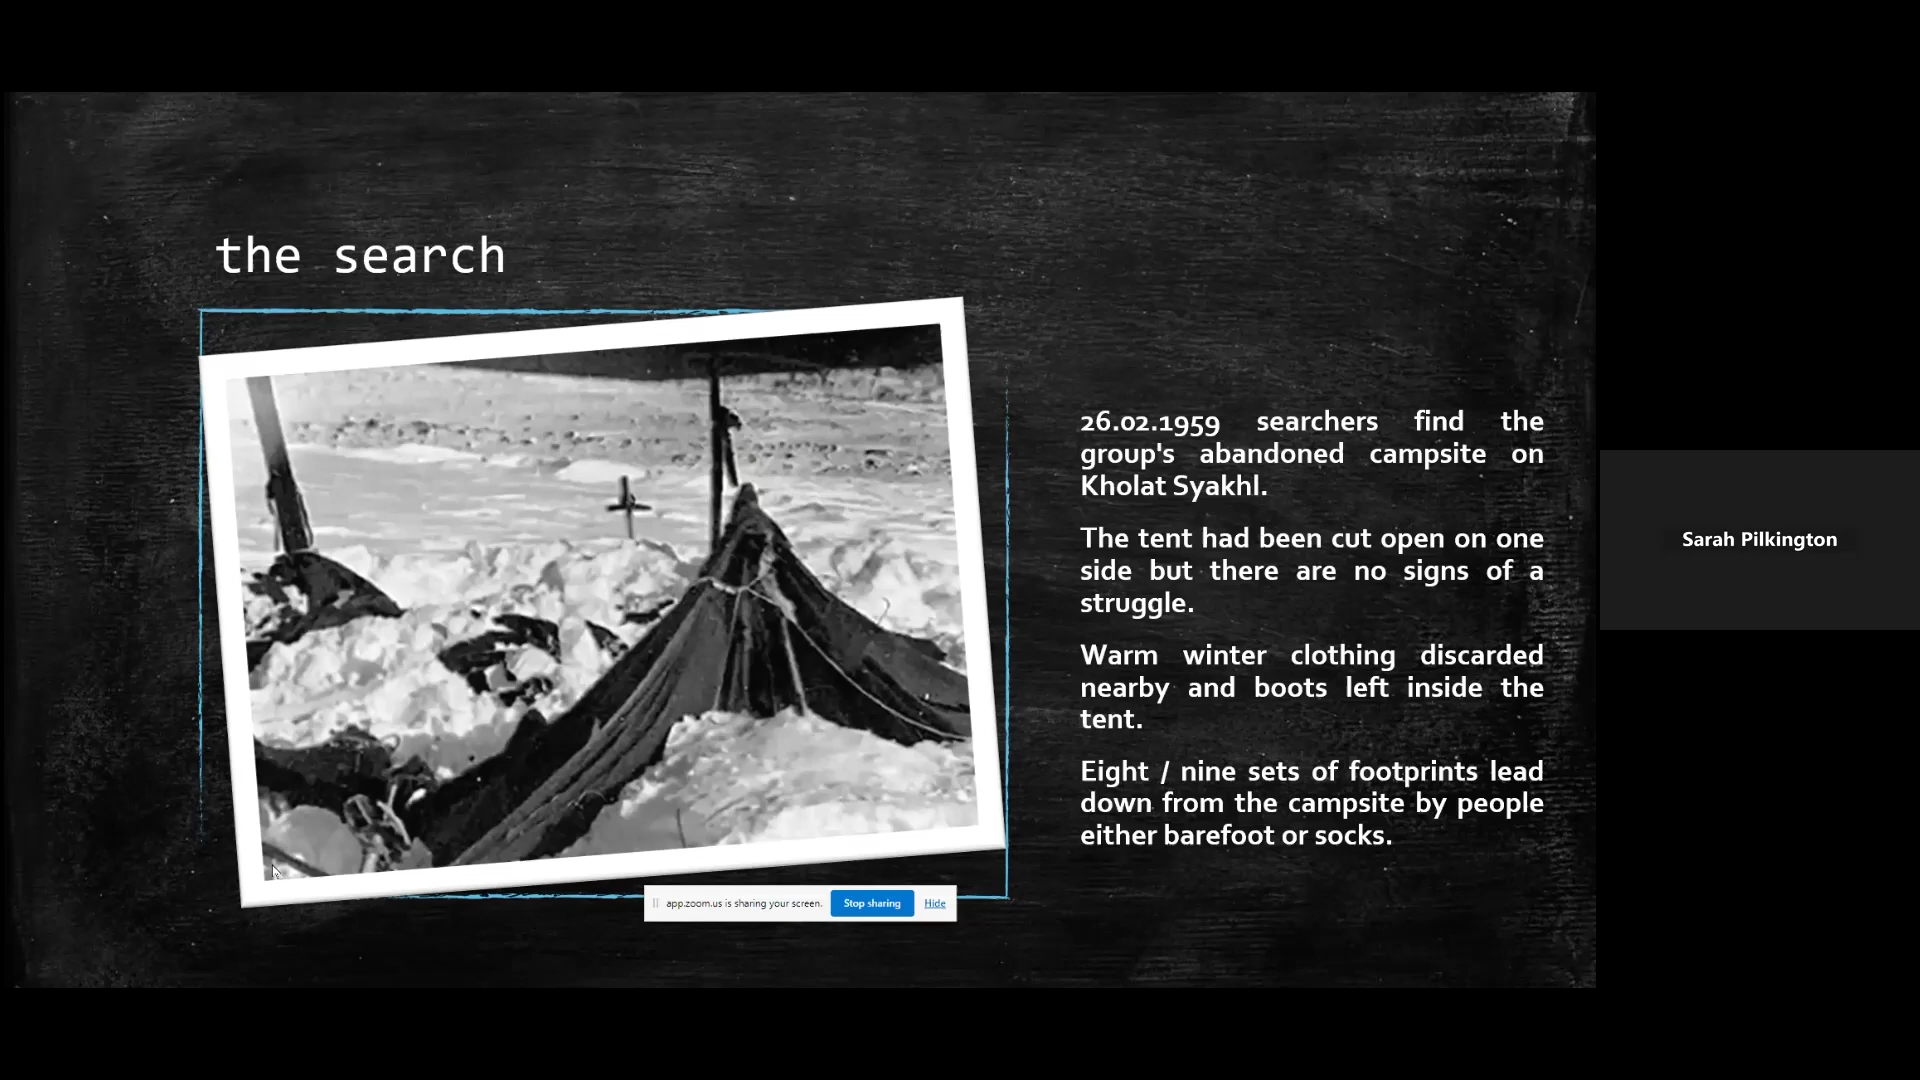 the search
26.02.1959 searchers find the
group's abandoned campsite on
Kholat Syakhl.
The tent had been cut open on one
side but there are no signs of a
struggle.
Warm winter clothing discarded
nearby and boots left inside the
tent.
Eight / nine sets of footprints lead
down from the campsite by people
either barefoot or socks.
app.zoom.us is sharing your screen. Stop sharing Hide
Sarah Pilkington